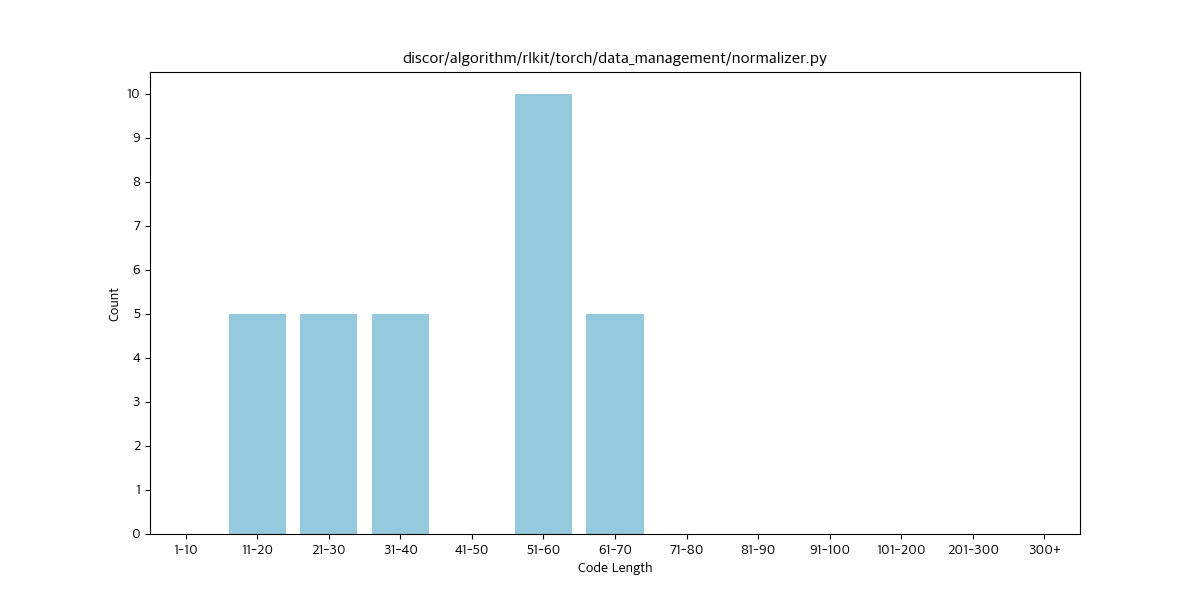 discor/algorithm/rlkit/torch/data_management/normalizer.py
10
9
8
7
6
5
4
3
2
1
0
Count
1-10 11-20 21-30 31-40 41-50 51-60 61-70 71-80 81-90 91-100 101-200 201-300 300+
Code Length